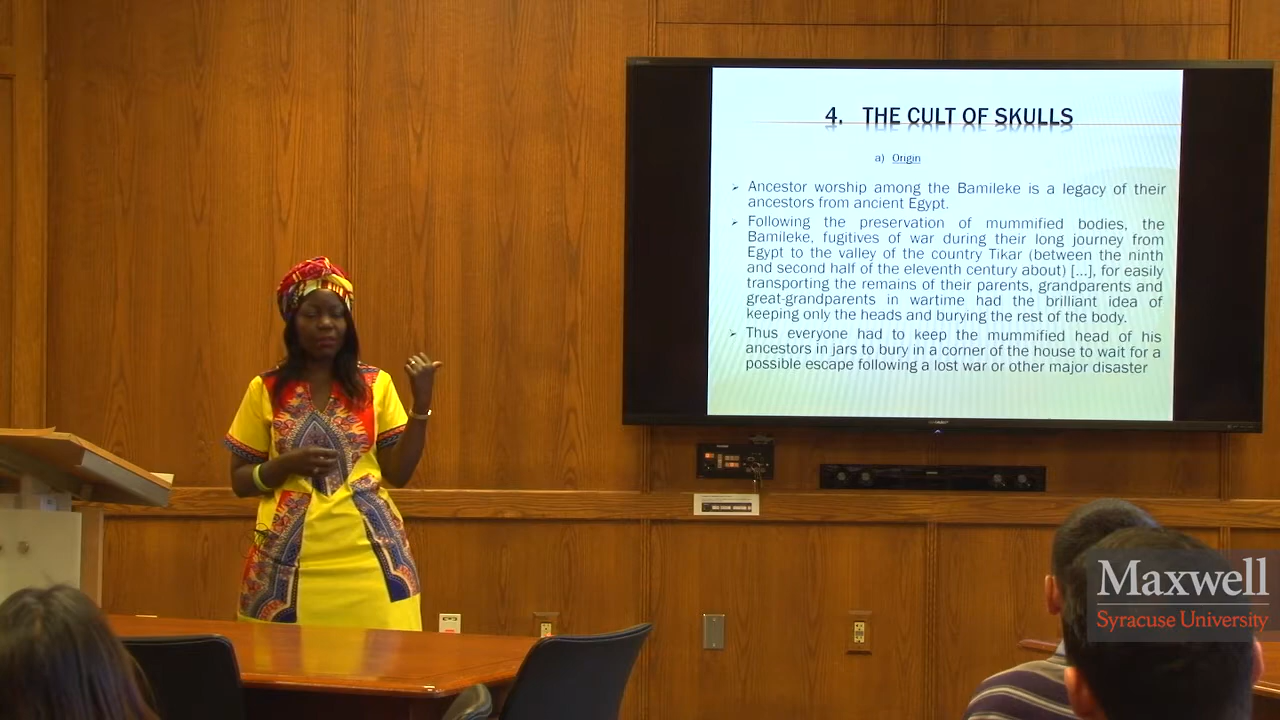 4. THE CULT OF SKULLS
a) Origin
➢ Ancestor worship among the Bamileke is a legacy of their
ancestors from ancient Egypt.
➢ Following the preservation of mummified bodies, the
Bamileke, fugitives of war during their long journey from
Egypt to the valley of the country Tikar (between the ninth
and second half of the eleventh century about) [...], for easily
transporting the remains of their parents, grandparents and
great-grandparents in wartime had the brilliant idea of
keeping only the heads and burying the rest of the body.
➢ Thus everyone had to keep the mummified head of his
ancestors in jars to bury in a corner of the house to wait for a
possible escape following a lost war or other major disaster
Maxwell
Syracuse University